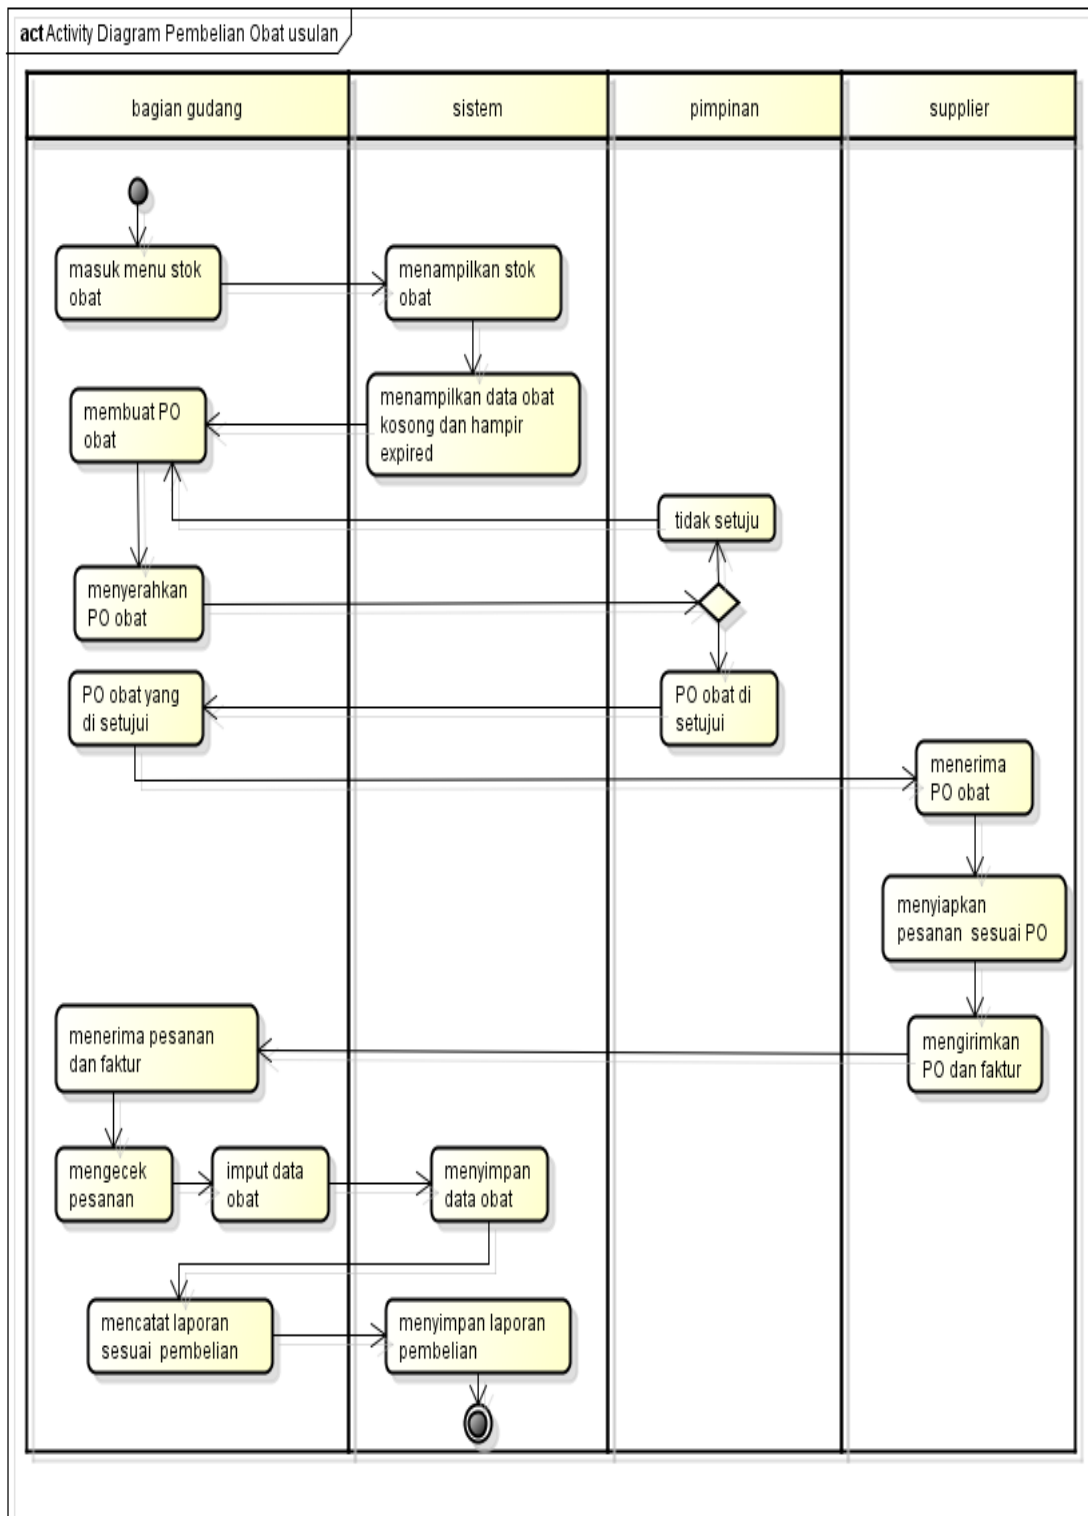 act Activity Diagram Pembelian Obat usulan
bagian gudang
sistem
pimpinan
supplier
masuk menu stok
obat
menampilkan stok
obat
menampilkan data obat
kosong dan hampir
expired
membuat PO
obat
tidak setuju
menyerahkan
PO obat
PO obat di
setujui
PO obat yang
di setujui
menerima
PO obat
menyiapkan
pesanan sesuai PO
mengirimkan
PO dan faktur
menerima pesanan
dan faktur
mengecek
pesanan
imput data
obat
menyimpan
data obat
mencatat laporan
sesuai pembelian
menyimpan laporan
pembelian